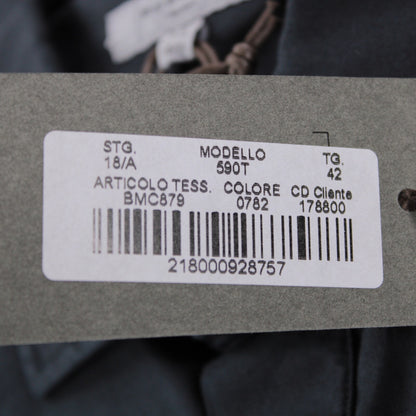 STG. MODELLO TG.
18/A 590T 42
ARTICOLO TESS. COLORE CD Cliente
BMC879 0782 178800
218000928757